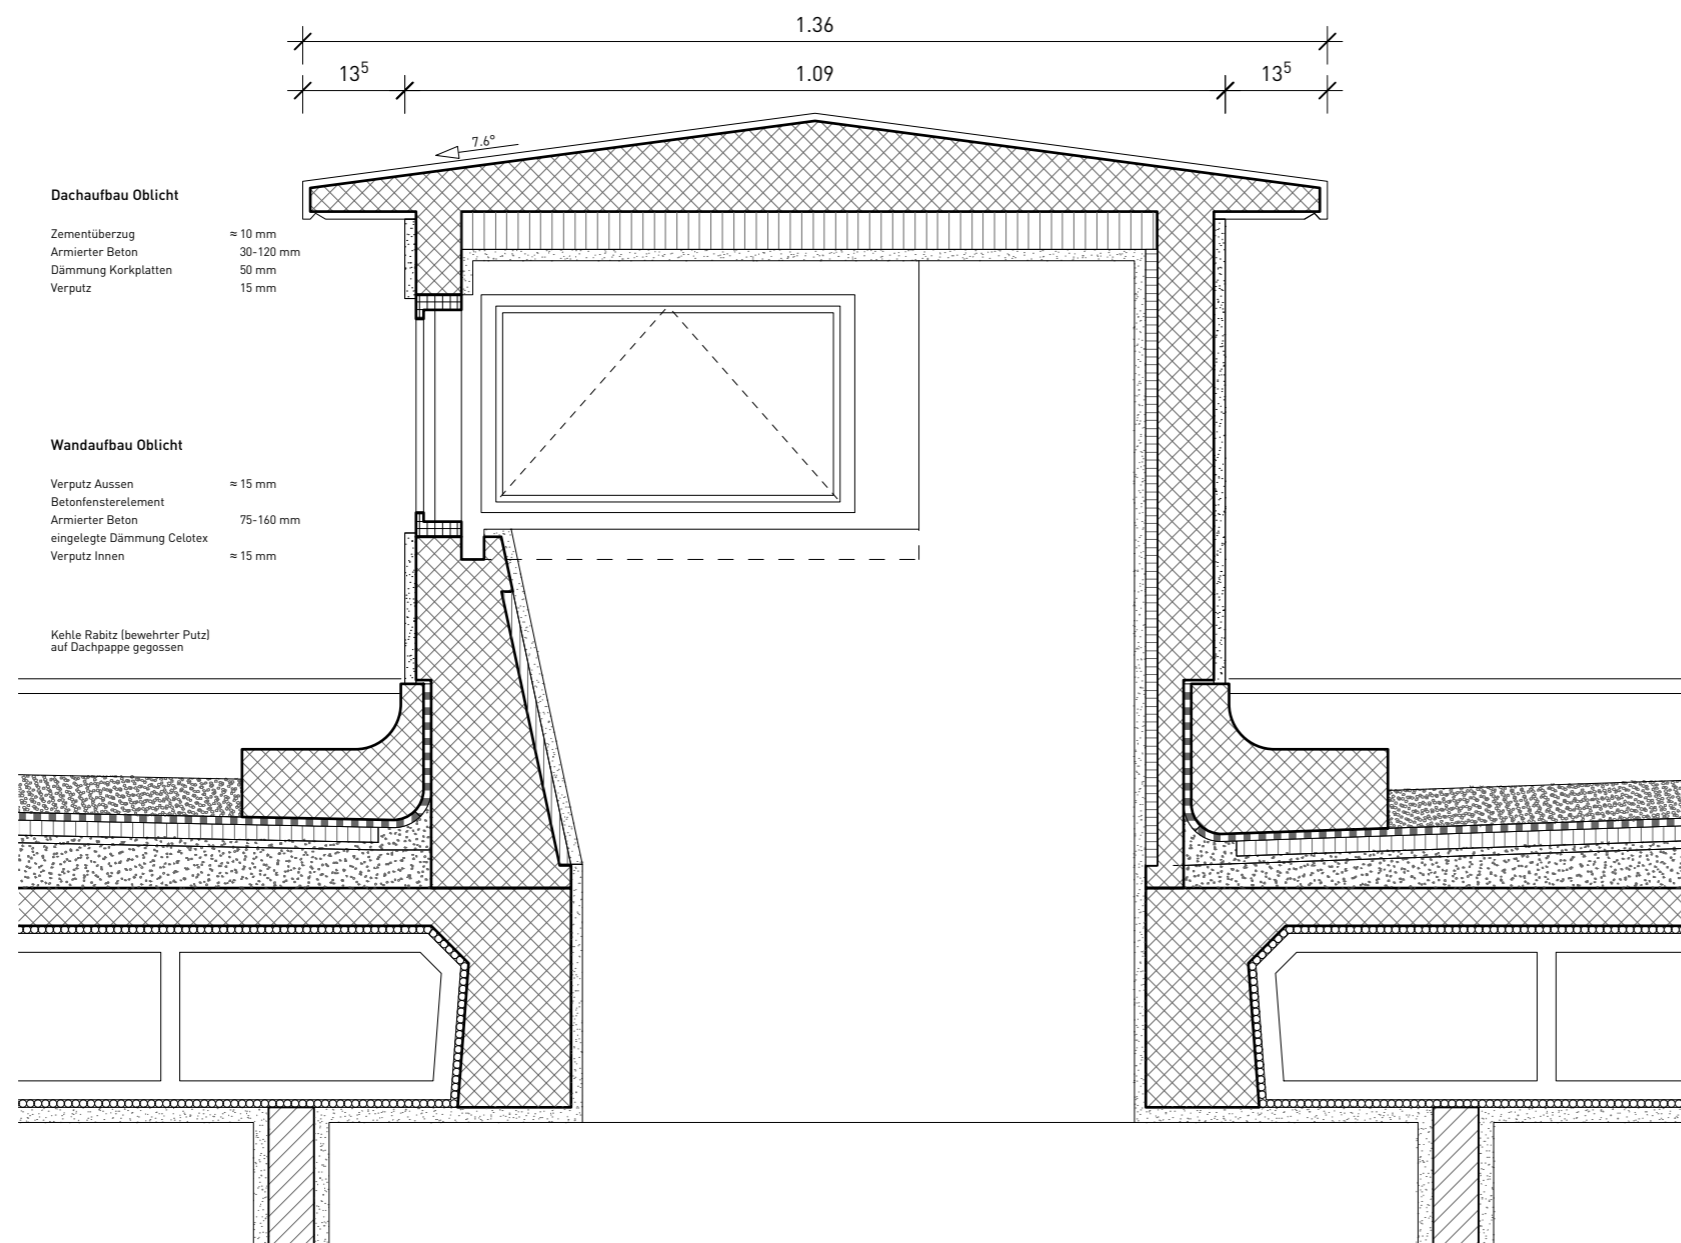 1.36
13⁵ 1.09 13⁵
7.6°
Dachaufbau Oblicht
Zementüberzug ≈ 10 mm
Armierter Beton 30-120 mm
Dämmung Korkplatten 50 mm
Verputz 15 mm
Wandaufbau Oblicht
Verputz Aussen ≈ 15 mm
Betonfensterelement
Armierter Beton 75-160 mm
eingelegte Dämmung Celotex
Verputz Innen ≈ 15 mm
Kehle Rabitz (bewehrter Putz)
auf Dachpappe gegossen